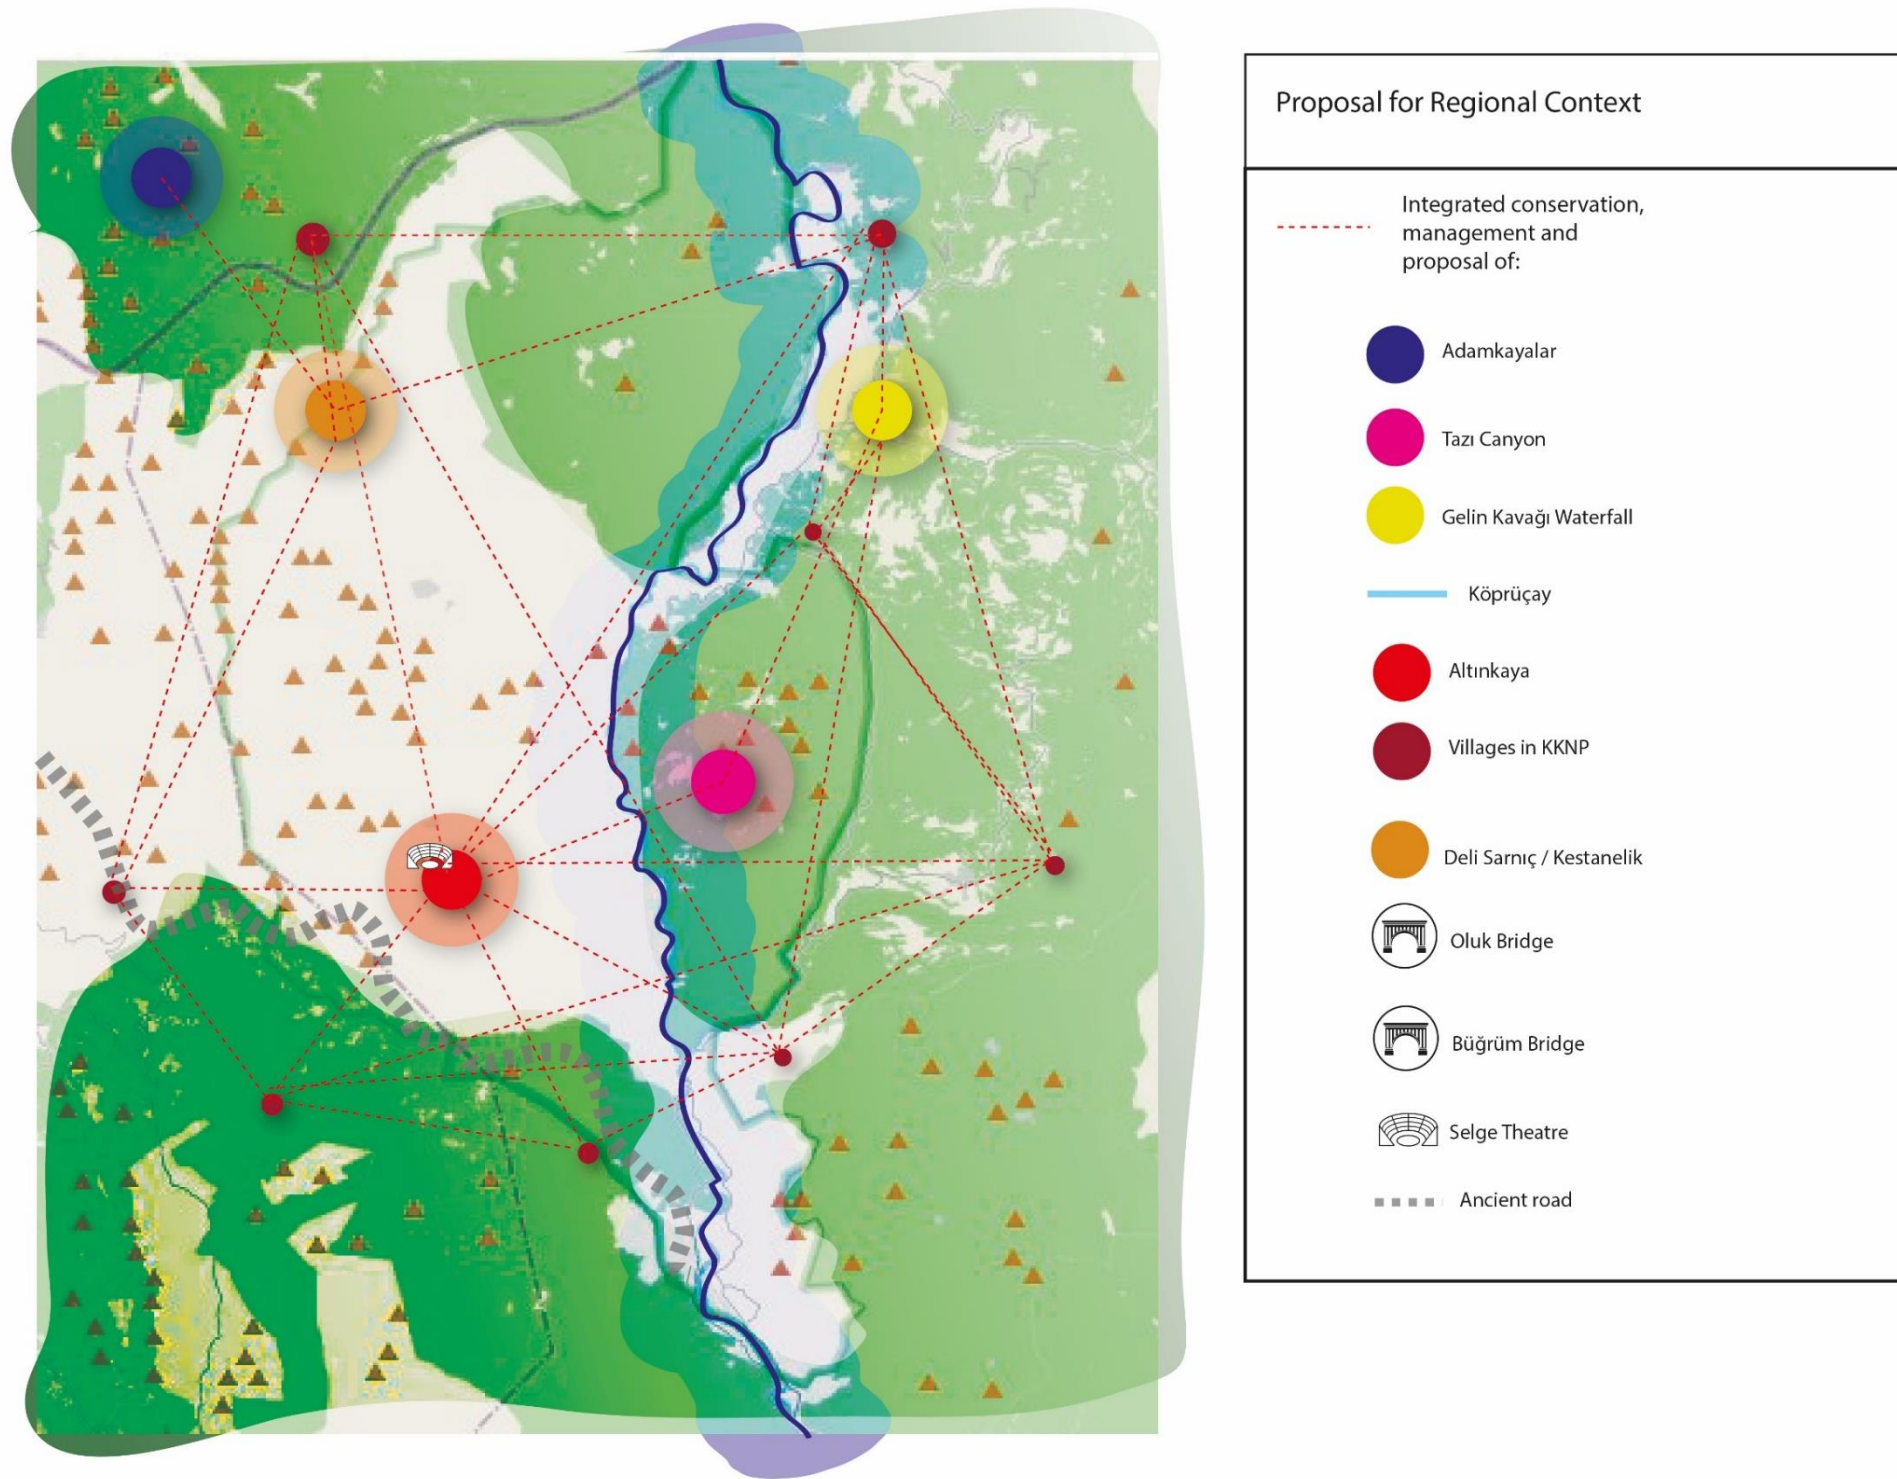 Proposal for Regional Context
Integrated conservation,
management and
proposal of:
Adamkayalar
Tazı Canyon
Gelin Kavağı Waterfall
Köprüçay
Altınkaya
Villages in KKNP
Deli Sarnıç / Kestanelik
Oluk Bridge
Büğrüm Bridge
Selge Theatre
Ancient road